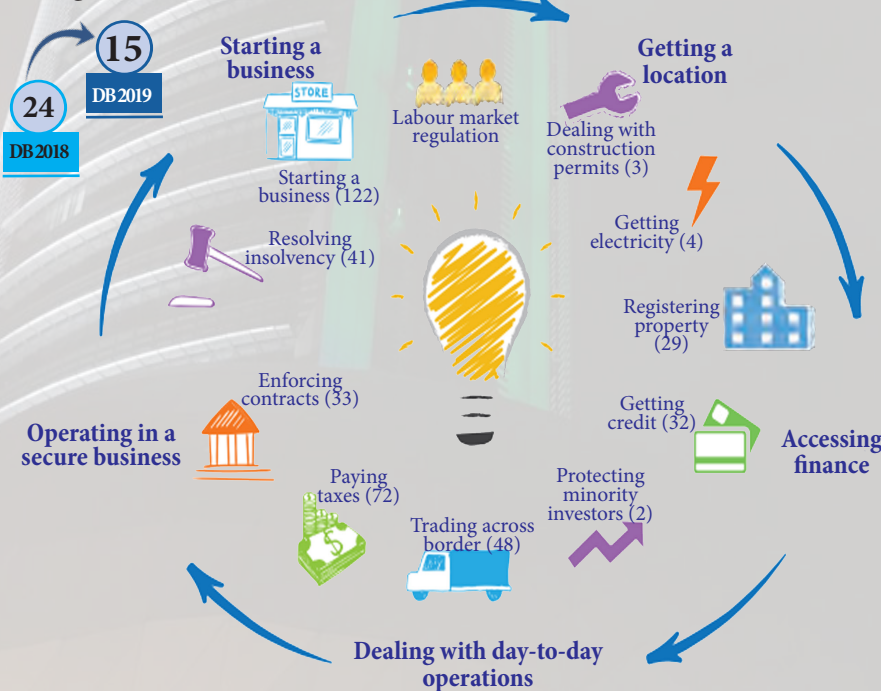 24
DB2018
15
DB2019
Starting a
business
STORE
Starting a
business (122)
Labour market
regulation
Getting a
location
Dealing with
construction
permits (3)
Getting
electricity (4)
Registering
property
(29)
Getting
credit (32)
Accessing
finance
Protecting
minority
investors (2)
Trading across
border (48)
Dealing with day-to-day
operations
Paying
taxes (72)
Enforcing
contracts (33)
Operating in a
secure business
Resolving
insolvency (41)